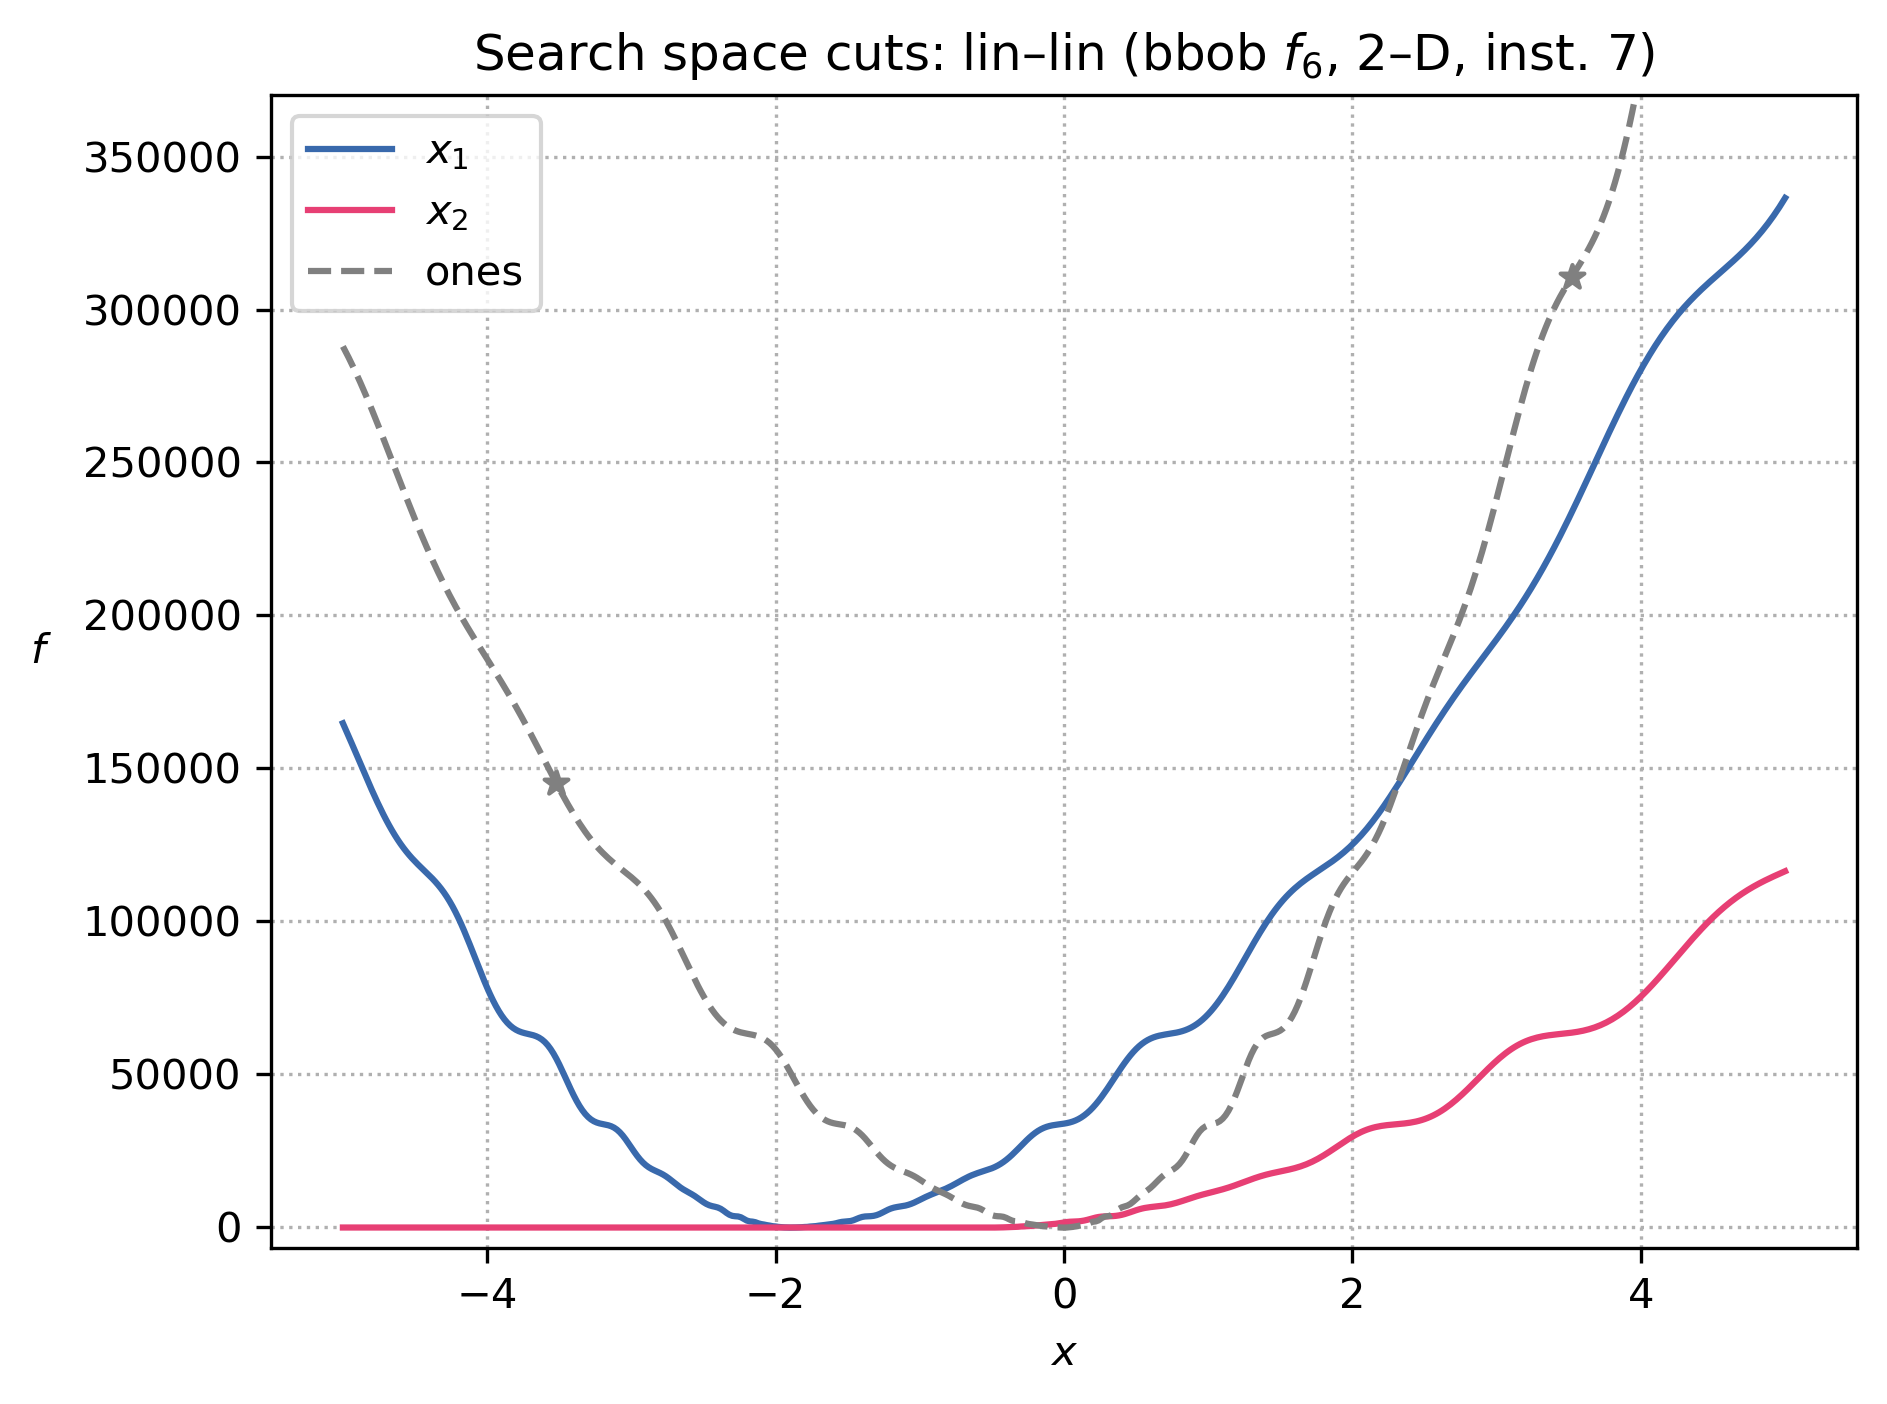 Search space cuts: lin–lin (bbob f₆, 2–D, inst. 7)
x₁
x₂
ones
350000
300000
250000
200000
150000
100000
50000
0
f
−4 −2 0 2 4
x